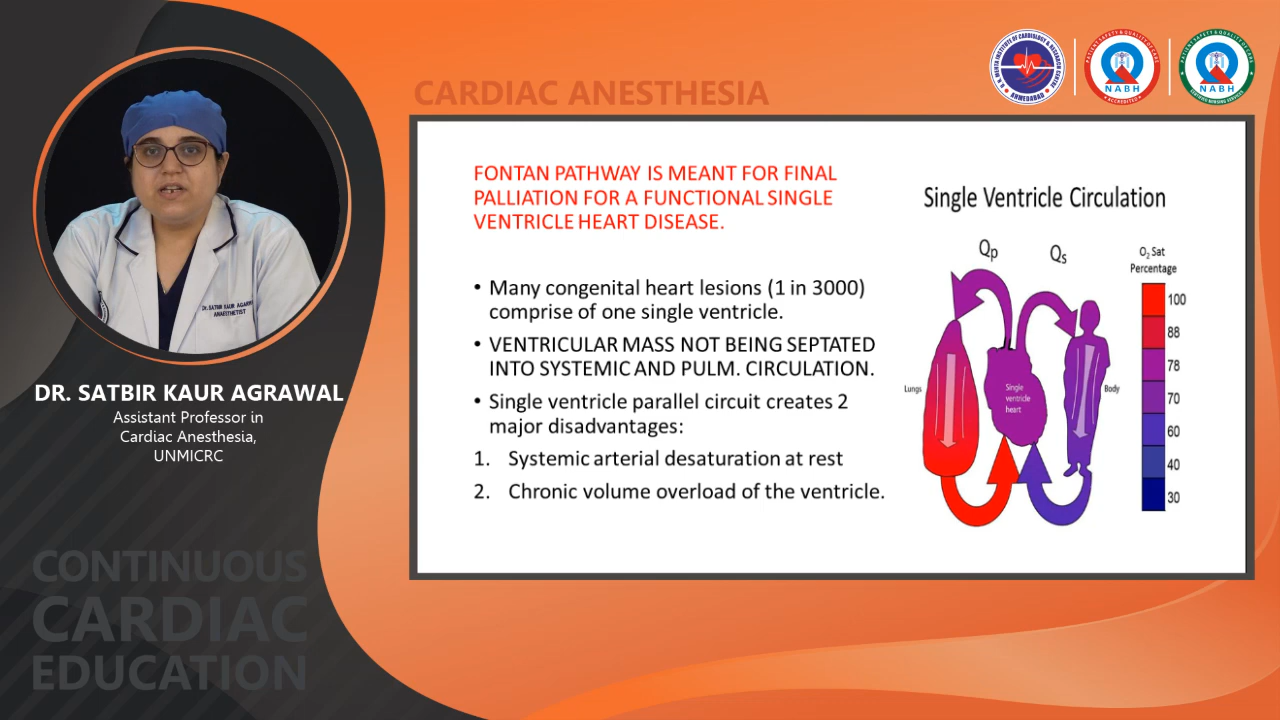 CARDIAC ANESTHESIA
FONTAN PATHWAY IS MEANT FOR FINAL
PALLIATION FOR A FUNCTIONAL SINGLE
VENTRICLE HEART DISEASE.
• Many congenital heart lesions (1 in 3000)
comprise of one single ventricle.
• VENTRICULAR MASS NOT BEING SEPTATED
INTO SYSTEMIC AND PULM. CIRCULATION.
• Single ventricle parallel circuit creates 2
major disadvantages:
1. Systemic arterial desaturation at rest
2. Chronic volume overload of the ventricle.
Single Ventricle Circulation
Qp
Qs
O2 Sat
Percentage
100
88
78
70
60
40
30
Lungs
Single
ventricle
heart
Body
DR. SATBIR KAUR AGRAWAL
Assistant Professor in
Cardiac Anesthesia,
UNMICRC
CONTINUOUS
CARDIAC
EDUCATION
NABH
NABH
AHMEDABAD
ANAESTHETIST